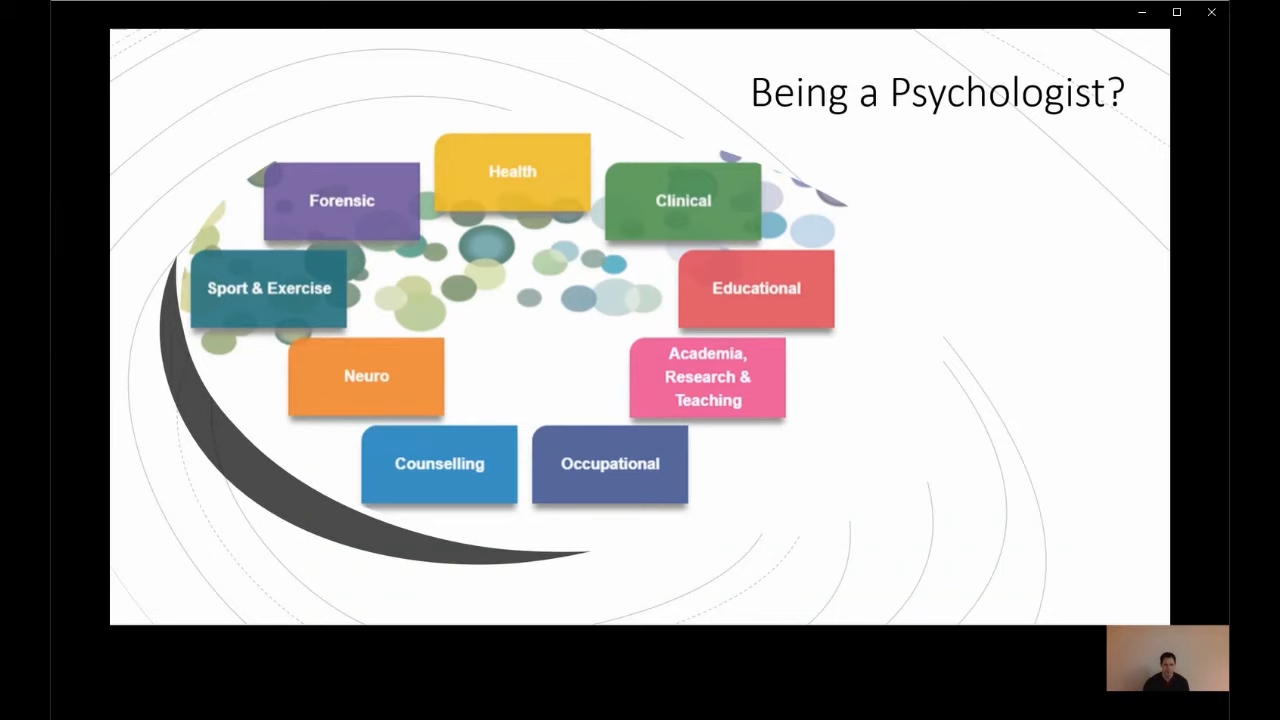 Being a Psychologist?
Health
Forensic
Clinical
Sport & Exercise
Educational
Neuro
Academia,
Research &
Teaching
Counselling
Occupational